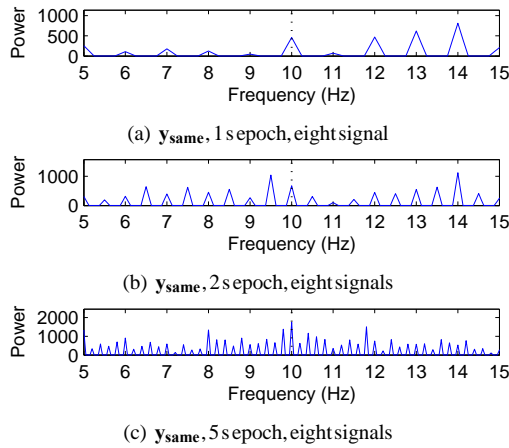 Power
1000
500
0
5 6 7 8 9 10 11 12 13 14 15
Frequency (Hz)
(a) y_same, 1 s epoch, eight signal
Power
1000
0
5 6 7 8 9 10 11 12 13 14 15
Frequency (Hz)
(b) y_same, 2 s epoch, eight signals
Power
2000
1000
0
5 6 7 8 9 10 11 12 13 14 15
Frequency (Hz)
(c) y_same, 5 s epoch, eight signals